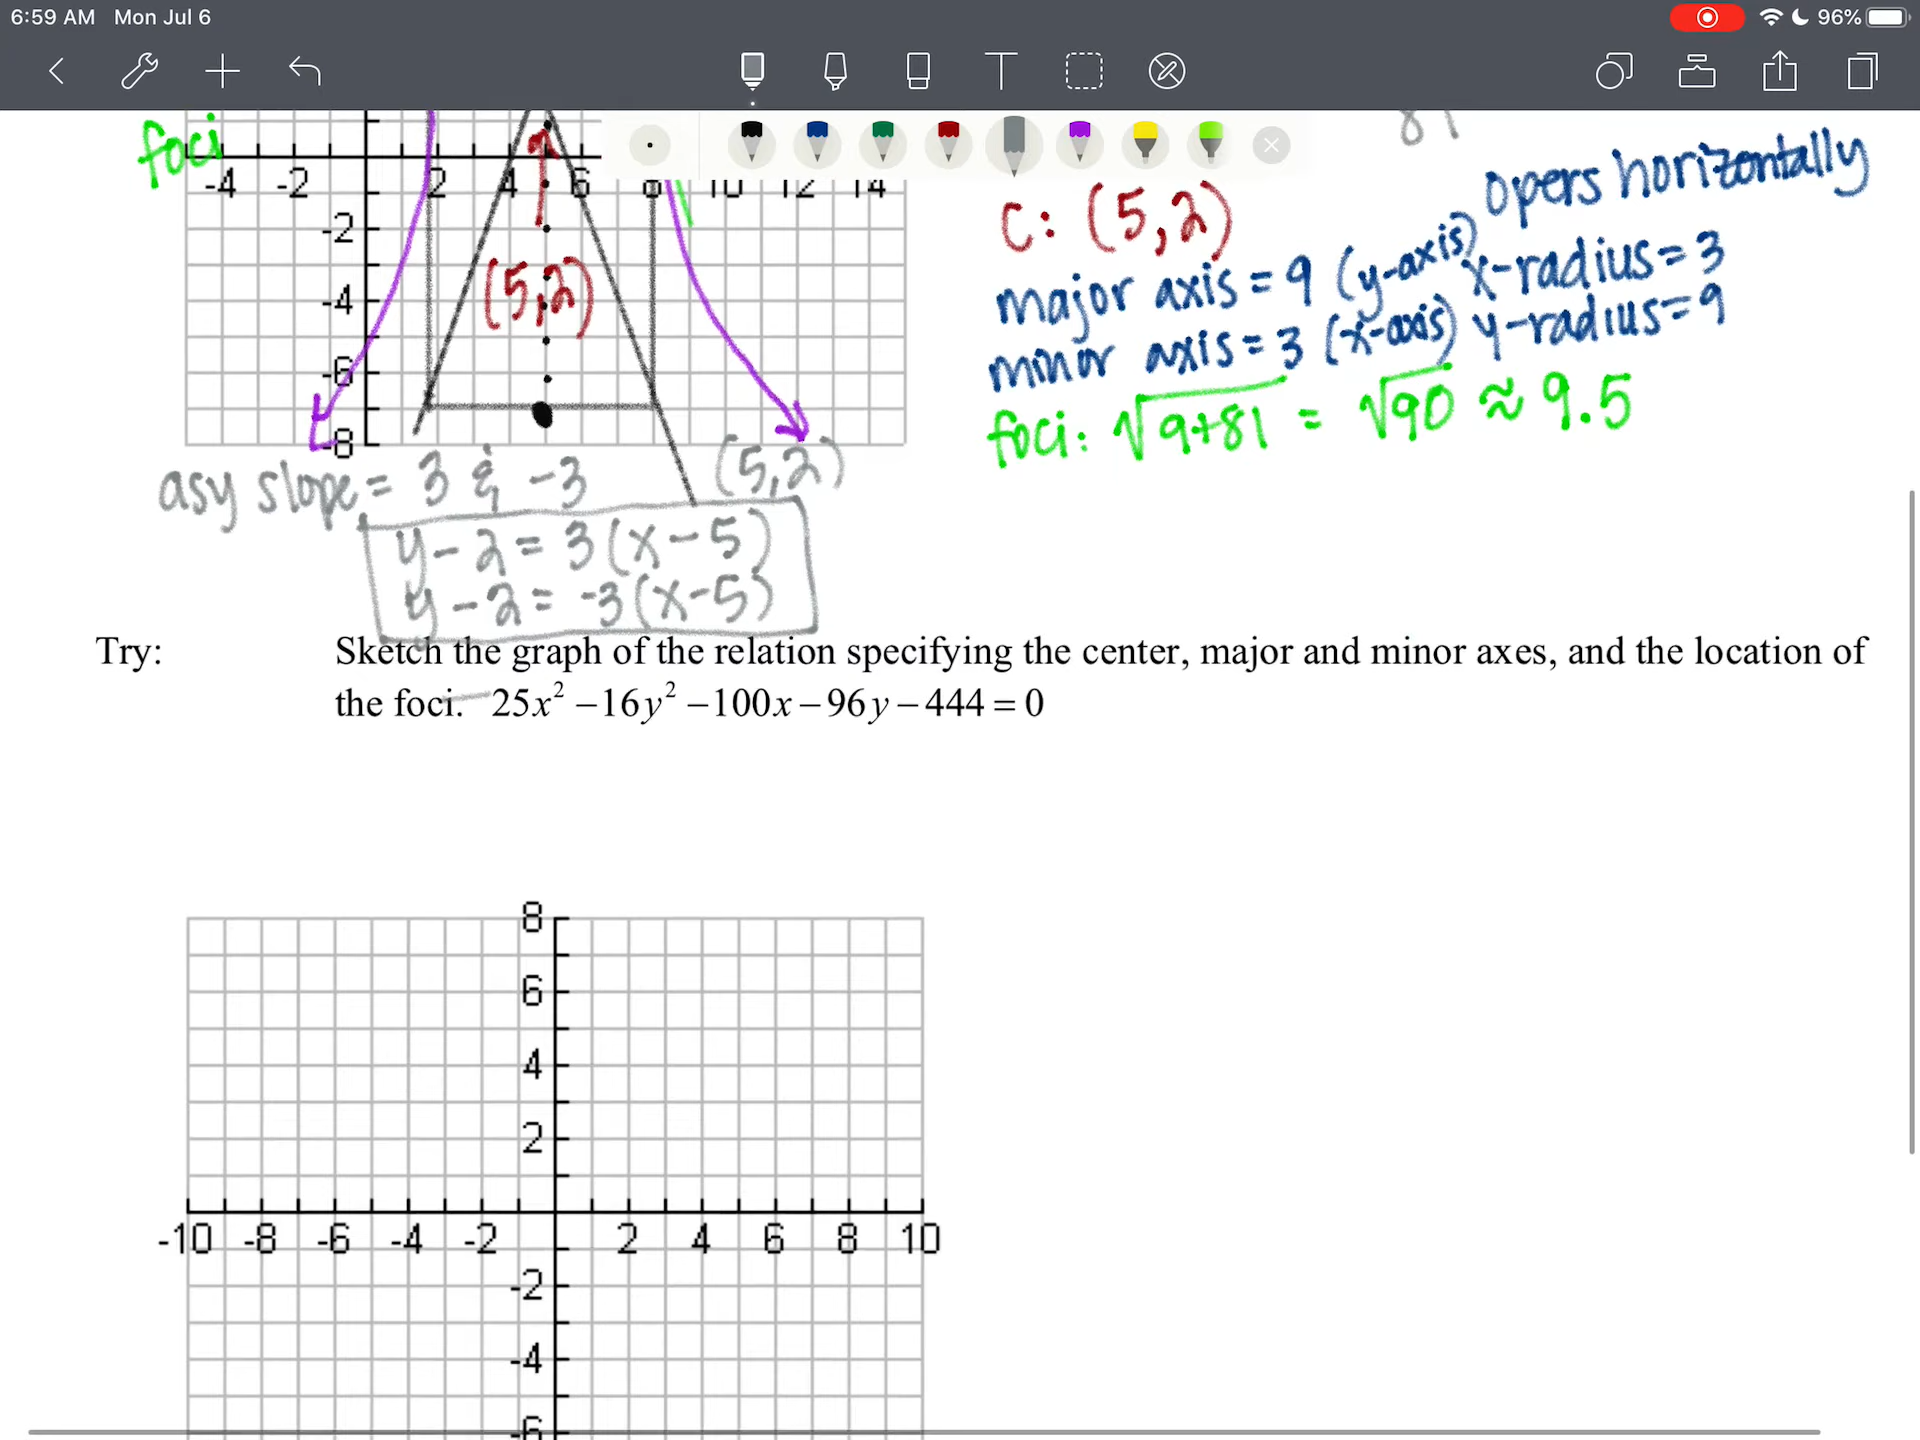 6:59 AM Mon Jul 6
96%
foci
-4 -2 2 4 6 8 10 12 14
-2
-4
-6
-8
(5,2)
81
opens horizontally
C: (5,2)
major axis = 9 (y-axis) x-radius = 3
minor axis = 3 (x-axis) y-radius = 9
foci: √9+81 = √90 ≈ 9.5
asy slope = 3 & -3 (5,2)
y-2 = 3(x-5)
y-2 = -3(x-5)
Try: Sketch the graph of the relation specifying the center, major and minor axes, and the location of
the foci. 25x² −16y² −100x−96y−444=0
8
6
4
2
-10 -8 -6 -4 -2 2 4 6 8 10
-2
-4
-6